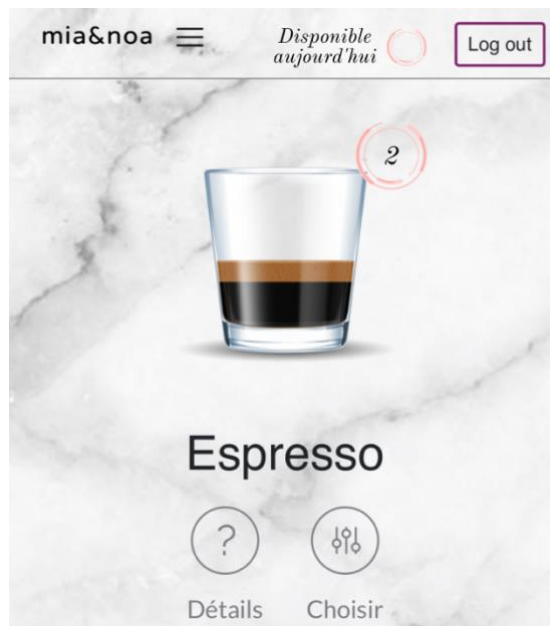 mia&noa
Disponible
aujourd'hui
Log out
2
Espresso
?
Détails
Choisir